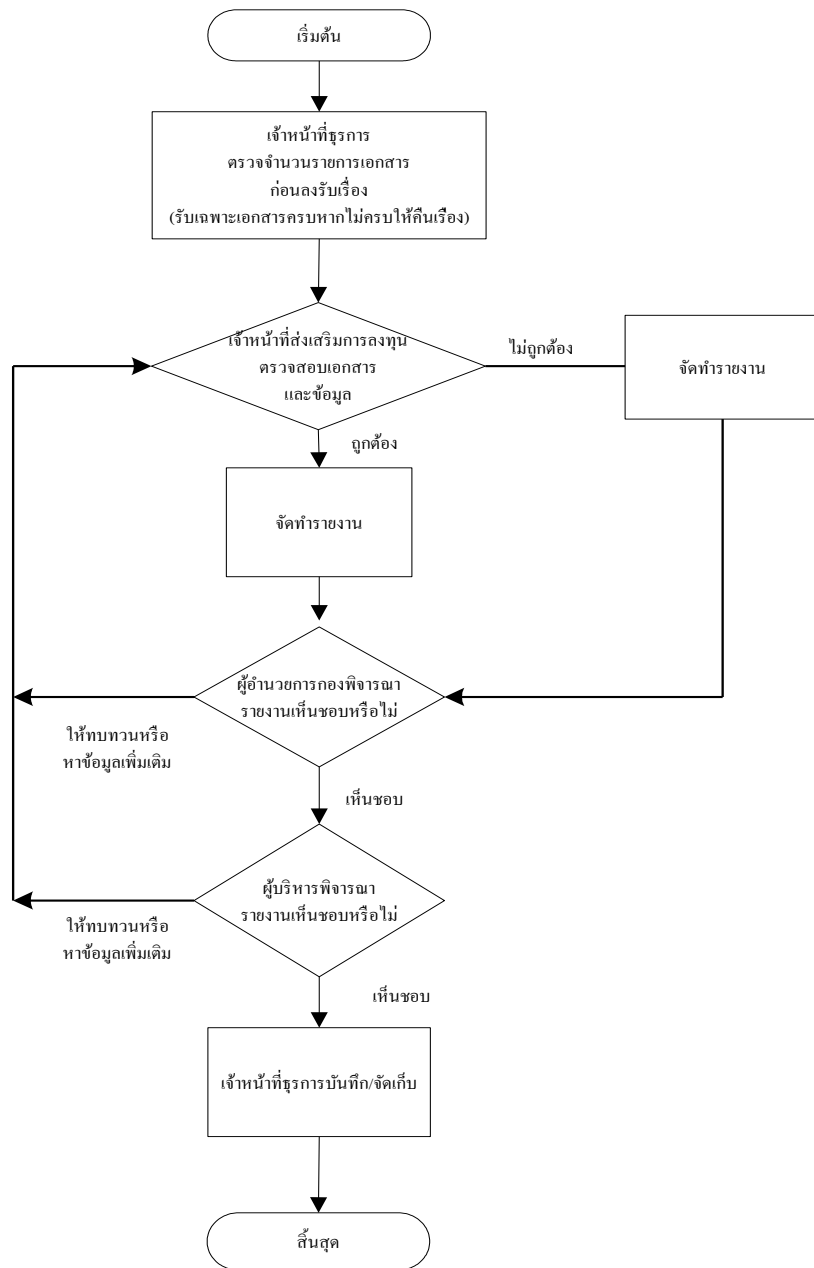 เริ่มต้น
เจ้าหน้าที่ธุรการ
ตรวจจำนวนรายการเอกสาร
ก่อนลงรับเรื่อง
(รับเฉพาะเอกสารครบหากไม่ครบให้คืนเรื่อง)
เจ้าหน้าที่ส่งเสริมการลงทุน
ตรวจสอบเอกสาร
และข้อมูล
ไม่ถูกต้อง
จัดทำรายงาน
ถูกต้อง
จัดทำรายงาน
ผู้อำนวยการกองพิจารณา
รายงานเห็นชอบหรือไม่
ให้ทบทวนหรือ
หาข้อมูลเพิ่มเติม
เห็นชอบ
ผู้บริหารพิจารณา
รายงานเห็นชอบหรือไม่
ให้ทบทวนหรือ
หาข้อมูลเพิ่มเติม
เห็นชอบ
เจ้าหน้าที่ธุรการบันทึก/จัดเก็บ
สิ้นสุด